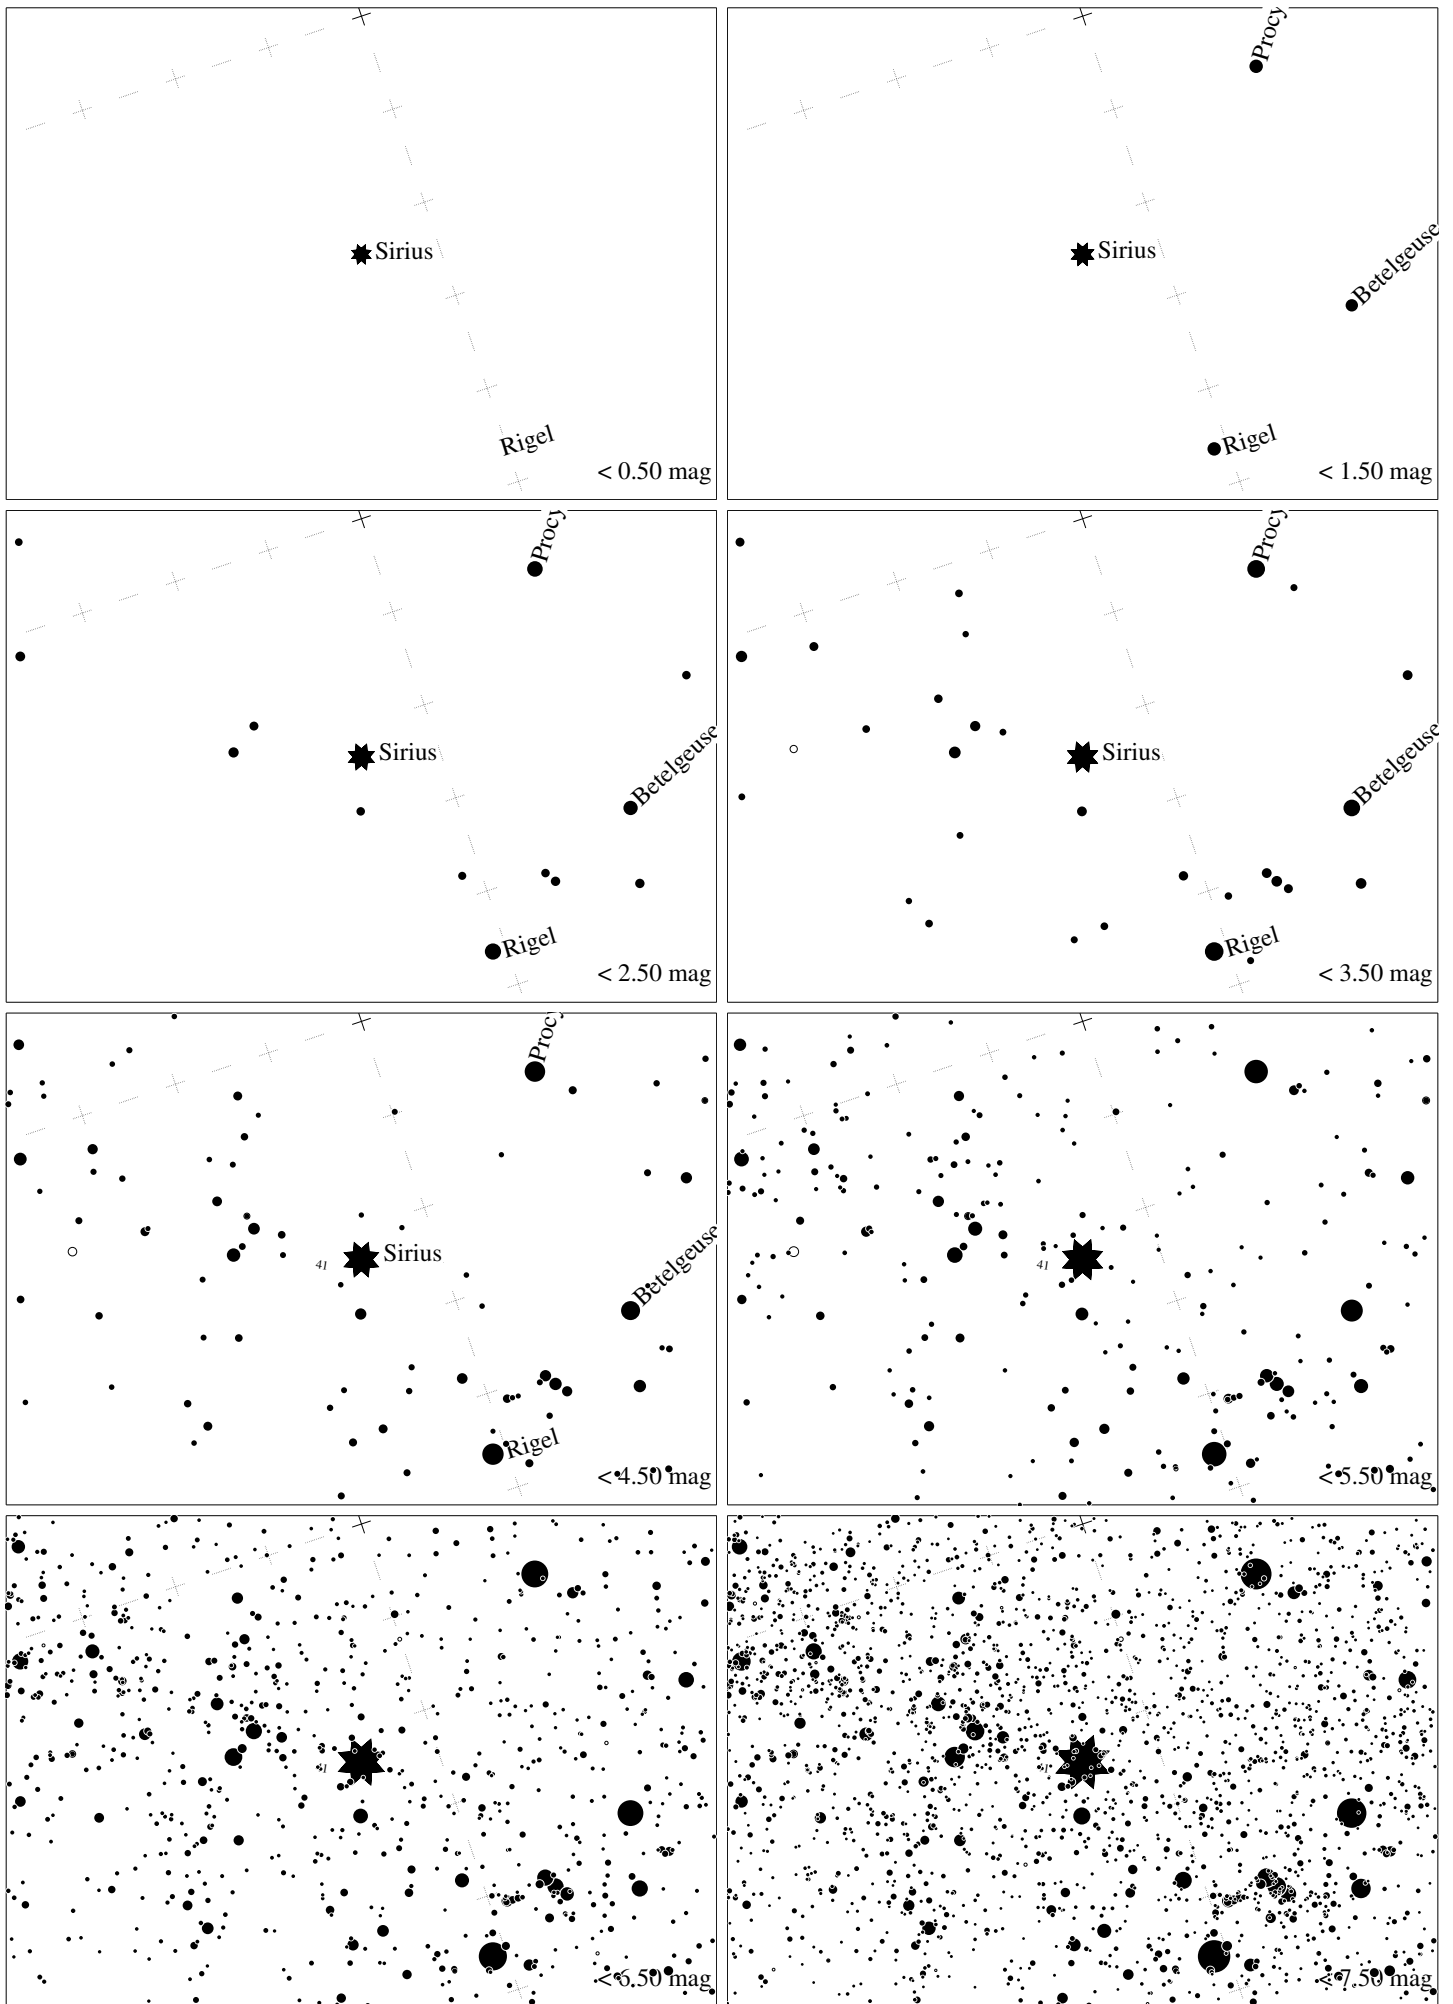 Sirius
Rigel
< 0.50 mag
Procy
Sirius
Betelgeuse
Rigel
< 1.50 mag
Procy
Sirius
Betelgeuse
Rigel
< 2.50 mag
Procy
Sirius
Betelgeuse
Rigel
< 3.50 mag
Procy
41
Sirius
Betelgeuse
Rigel
< 4.50 mag
41
< 5.50 mag
41
< 6.50 mag
41
< 7.50 mag